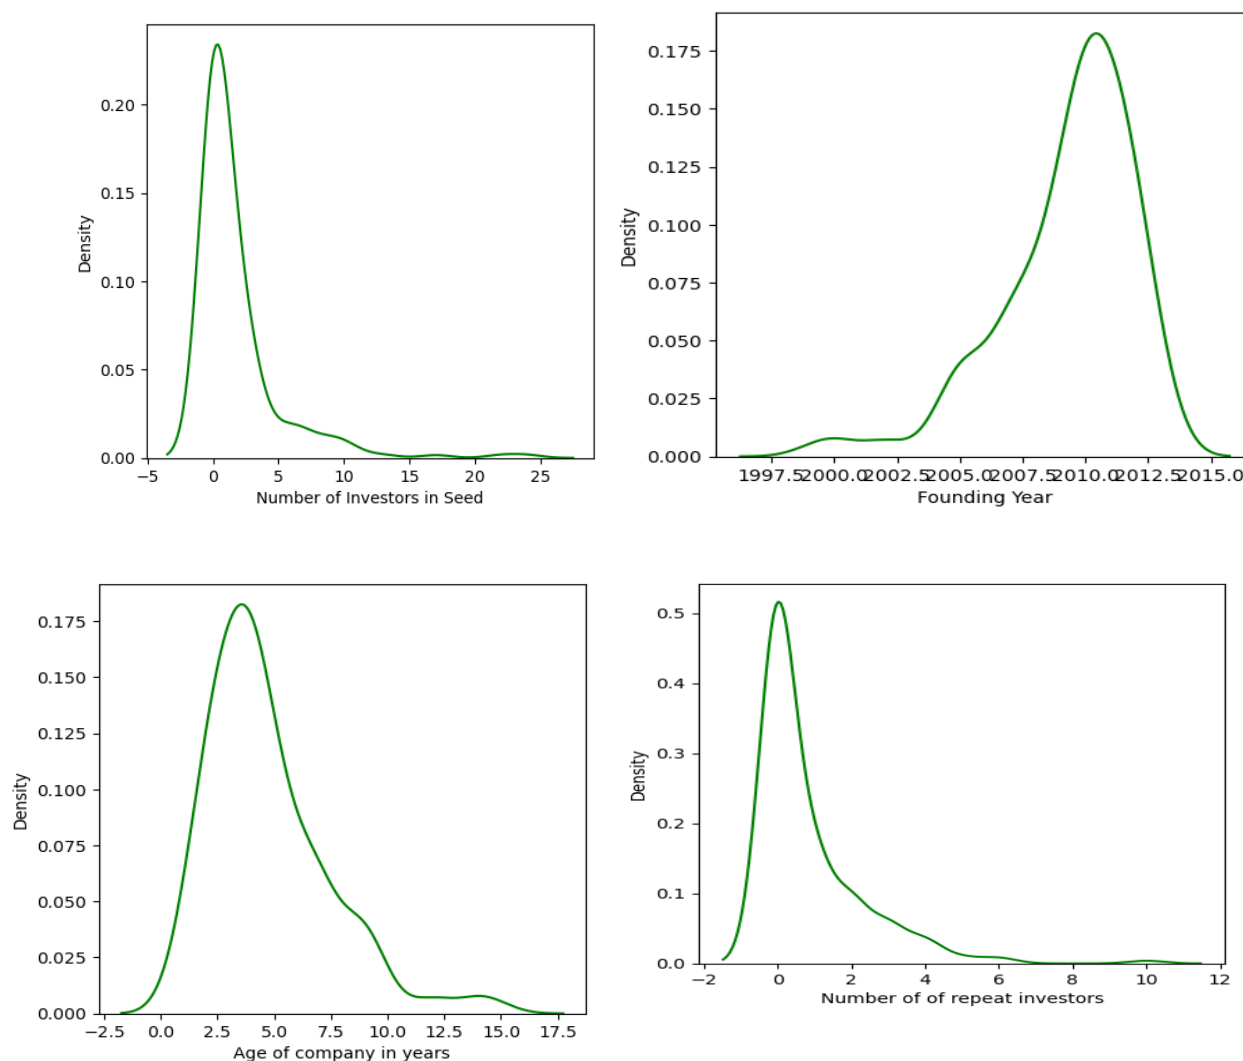 0.20
0.15
0.10
0.05
0.00
Density
−5 0 5 10 15 20 25
Number of Investors in Seed
0.175
0.150
0.125
0.100
0.075
0.050
0.025
0.000
Density
1997.5 2000.0 2002.5 2005.0 2007.5 2010.0 2012.5 2015.0
Founding Year
0.175
0.150
0.125
0.100
0.075
0.050
0.025
0.000
Density
−2.5 0.0 2.5 5.0 7.5 10.0 12.5 15.0 17.5
Age of company in years
0.5
0.4
0.3
0.2
0.1
0.0
Density
−2 0 2 4 6 8 10 12
Number of of repeat investors